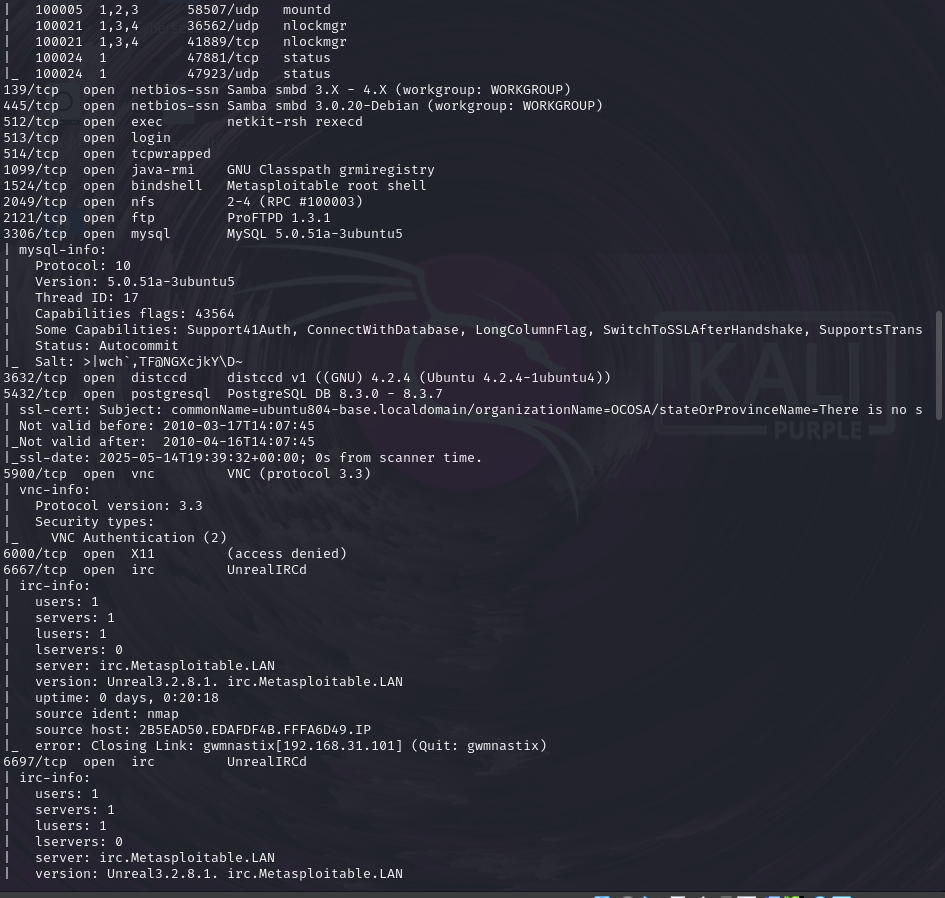 |   100005  1,2,3      58507/udp   mountd
|   100021  1,3,4      36562/udp   nlockmgr
|   100021  1,3,4      41889/tcp   nlockmgr
|   100024  1          47881/tcp   status
|_  100024  1          47923/udp   status
139/tcp   open  netbios-ssn Samba smbd 3.X - 4.X (workgroup: WORKGROUP)
445/tcp   open  netbios-ssn Samba smbd 3.0.20-Debian (workgroup: WORKGROUP)
512/tcp   open  exec        netkit-rsh rexecd
513/tcp   open  login
514/tcp   open  tcpwrapped
1099/tcp  open  java-rmi    GNU Classpath grmiregistry
1524/tcp  open  bindshell   Metasploitable root shell
2049/tcp  open  nfs         2-4 (RPC #100003)
2121/tcp  open  ftp         ProFTPD 1.3.1
3306/tcp  open  mysql       MySQL 5.0.51a-3ubuntu5
| mysql-info:
|   Protocol: 10
|   Version: 5.0.51a-3ubuntu5
|   Thread ID: 17
|   Capabilities flags: 43564
|   Some Capabilities: Support41Auth, ConnectWithDatabase, LongColumnFlag, SwitchToSSLAfterHandshake, SupportsTrans
|   Status: Autocommit
|_  Salt: >|wch`,TF@NGXcjkY\D~
3632/tcp  open  distccd     distccd v1 ((GNU) 4.2.4 (Ubuntu 4.2.4-1ubuntu4))
5432/tcp  open  postgresql  PostgreSQL DB 8.3.0 - 8.3.7
| ssl-cert: Subject: commonName=ubuntu804-base.localdomain/organizationName=OCOSA/stateOrProvinceName=There is no s
| Not valid before: 2010-03-17T14:07:45
|_Not valid after:  2010-04-16T14:07:45
|_ssl-date: 2025-05-14T19:39:32+00:00; 0s from scanner time.
5900/tcp  open  vnc         VNC (protocol 3.3)
| vnc-info:
|   Protocol version: 3.3
|   Security types:
|_    VNC Authentication (2)
6000/tcp  open  X11         (access denied)
6667/tcp  open  irc         UnrealIRCd
| irc-info:
|   users: 1
|   servers: 1
|   lusers: 1
|   lservers: 0
|   server: irc.Metasploitable.LAN
|   version: Unreal3.2.8.1. irc.Metasploitable.LAN
|   uptime: 0 days, 0:20:18
|   source ident: nmap
|   source host: 2B5EAD50.EDAFDF4B.FFFA6D49.IP
|_  error: Closing Link: gwmnastix[192.168.31.101] (Quit: gwmnastix)
6697/tcp  open  irc         UnrealIRCd
| irc-info:
|   users: 1
|   servers: 1
|   lusers: 1
|   lservers: 0
|   server: irc.Metasploitable.LAN
|   version: Unreal3.2.8.1. irc.Metasploitable.LAN
KALI
PURPLE